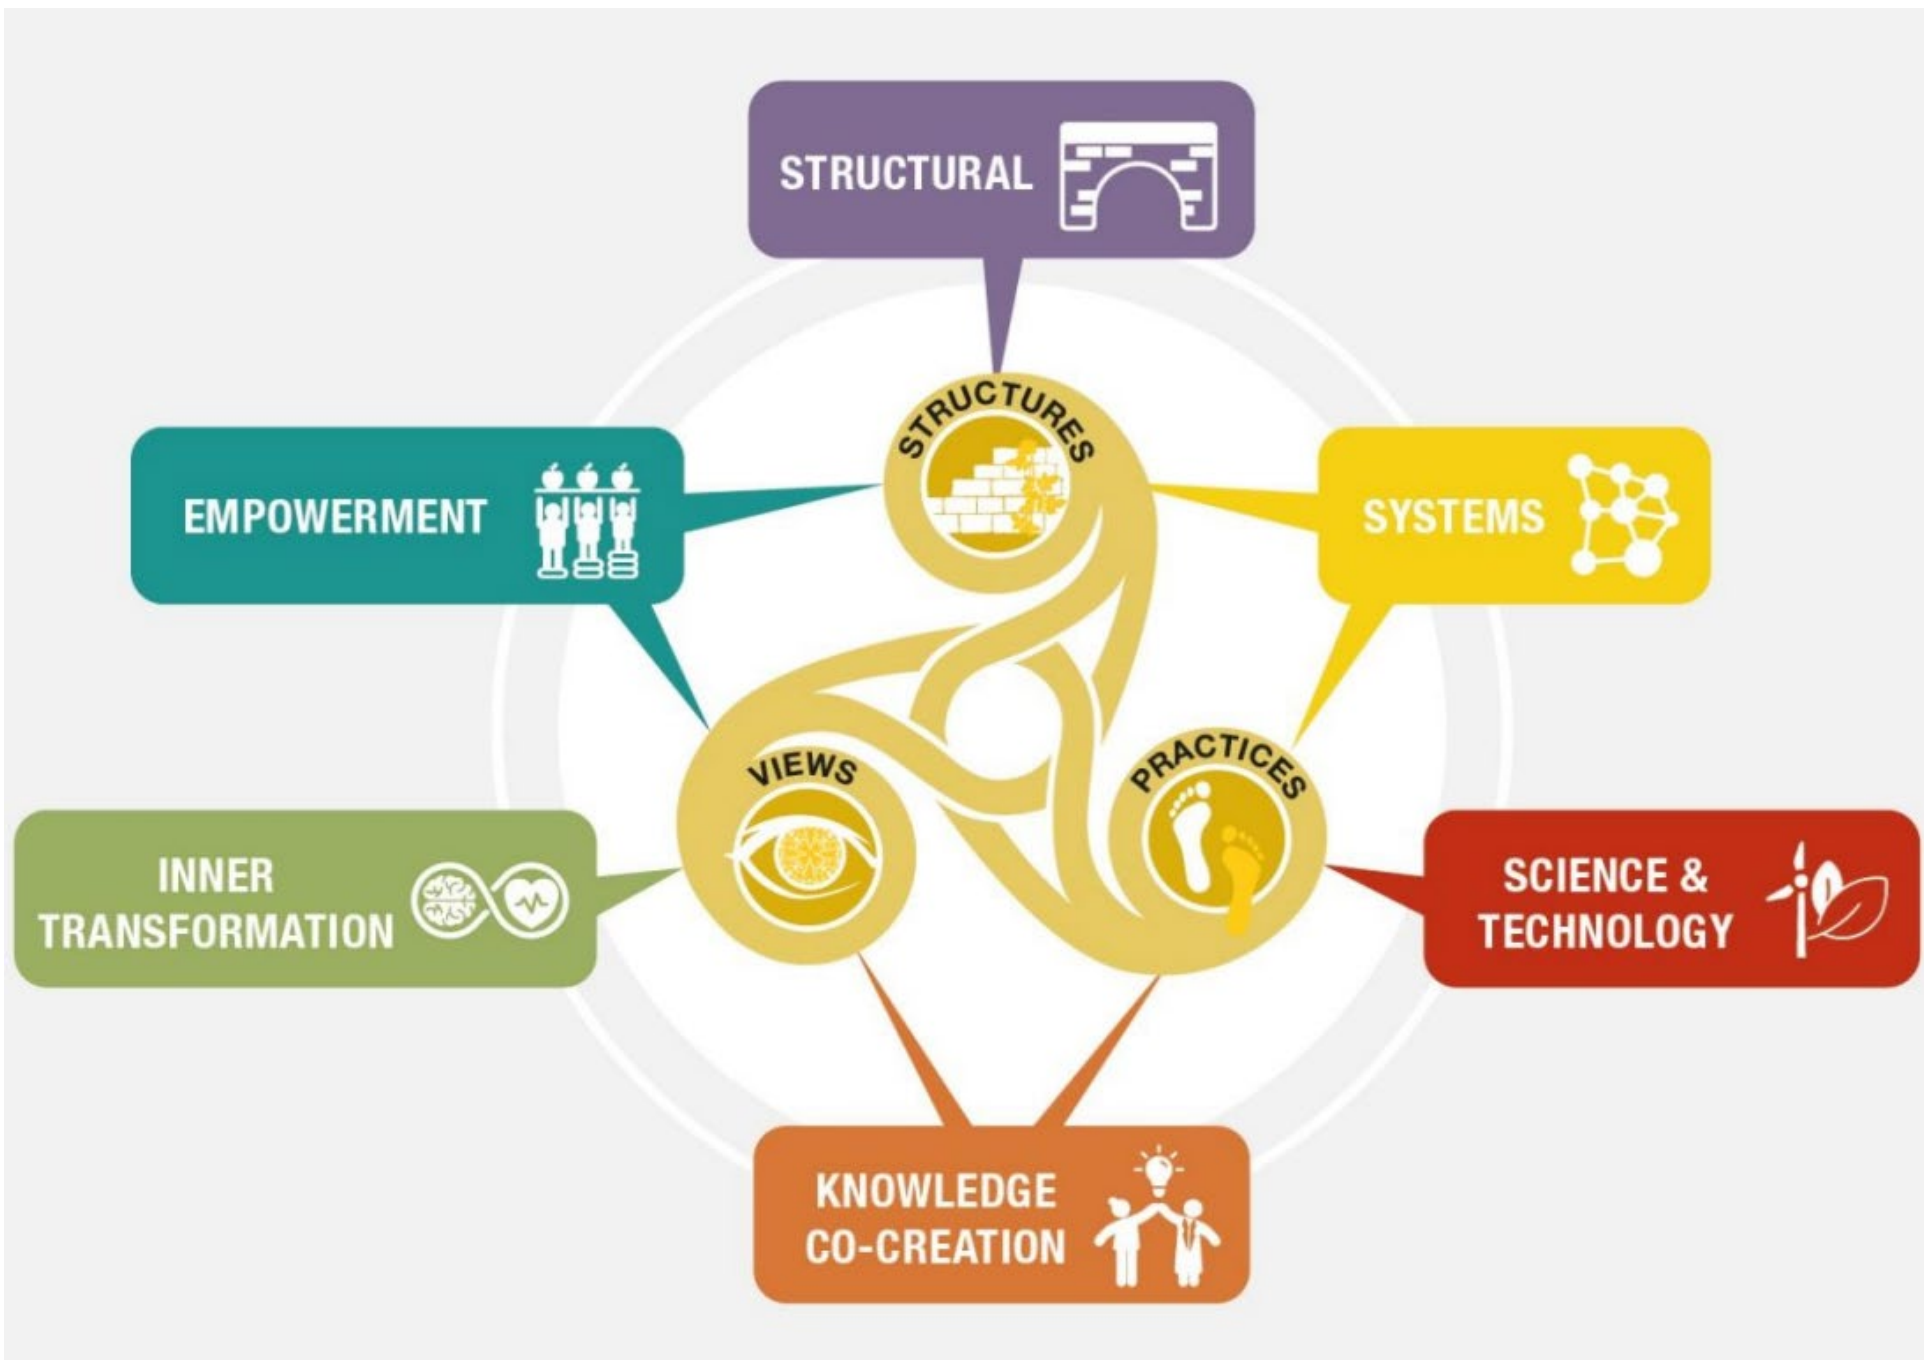 STRUCTURAL
STRUCTURES
EMPOWERMENT
SYSTEMS
VIEWS
PRACTICES
INNER
TRANSFORMATION
SCIENCE &
TECHNOLOGY
KNOWLEDGE
CO-CREATION